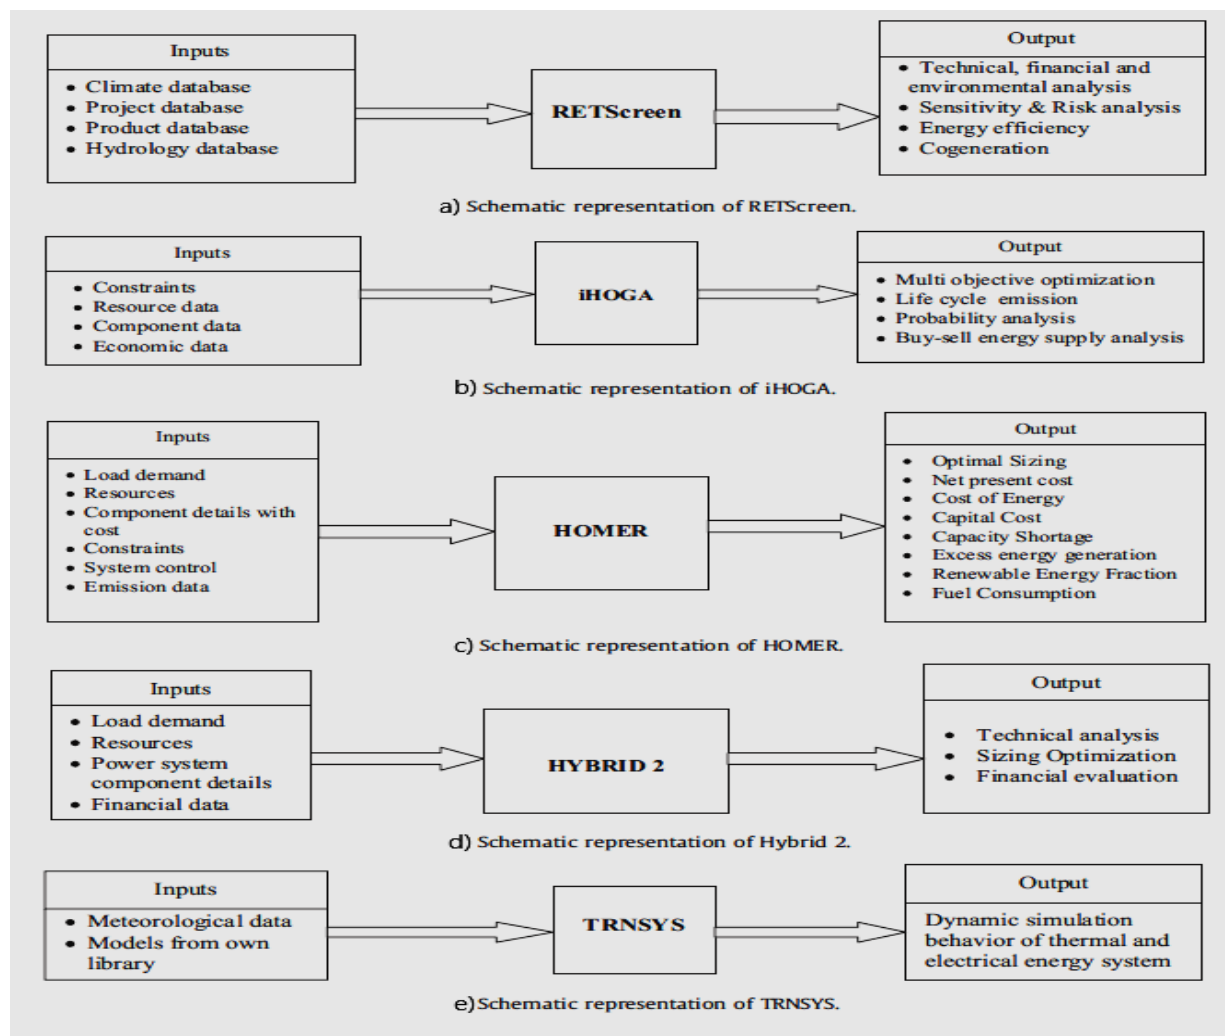 Inputs
• Climate database
• Project database
• Product database
• Hydrology database
RETScreen
Output
• Technical, financial and
environmental analysis
• Sensitivity & Risk analysis
• Energy efficiency
• Cogeneration
a) Schematic representation of RETScreen.
Inputs
• Constraints
• Resource data
• Component data
• Economic data
iHOGA
Output
• Multi objective optimization
• Life cycle emission
• Probability analysis
• Buy-sell energy supply analysis
b) Schematic representation of iHOGA.
Inputs
• Load demand
• Resources
• Component details with
cost
• Constraints
• System control
• Emission data
HOMER
Output
• Optimal Sizing
• Net present cost
• Cost of Energy
• Capital Cost
• Capacity Shortage
• Excess energy generation
• Renewable Energy Fraction
• Fuel Consumption
c) Schematic representation of HOMER.
Inputs
• Load demand
• Resources
• Power system
component details
• Financial data
HYBRID 2
Output
• Technical analysis
• Sizing Optimization
• Financial evaluation
d) Schematic representation of Hybrid 2.
Inputs
• Meteorological data
• Models from own
library
TRNSYS
Output
Dynamic simulation
behavior of thermal and
electrical energy system
e) Schematic representation of TRNSYS.